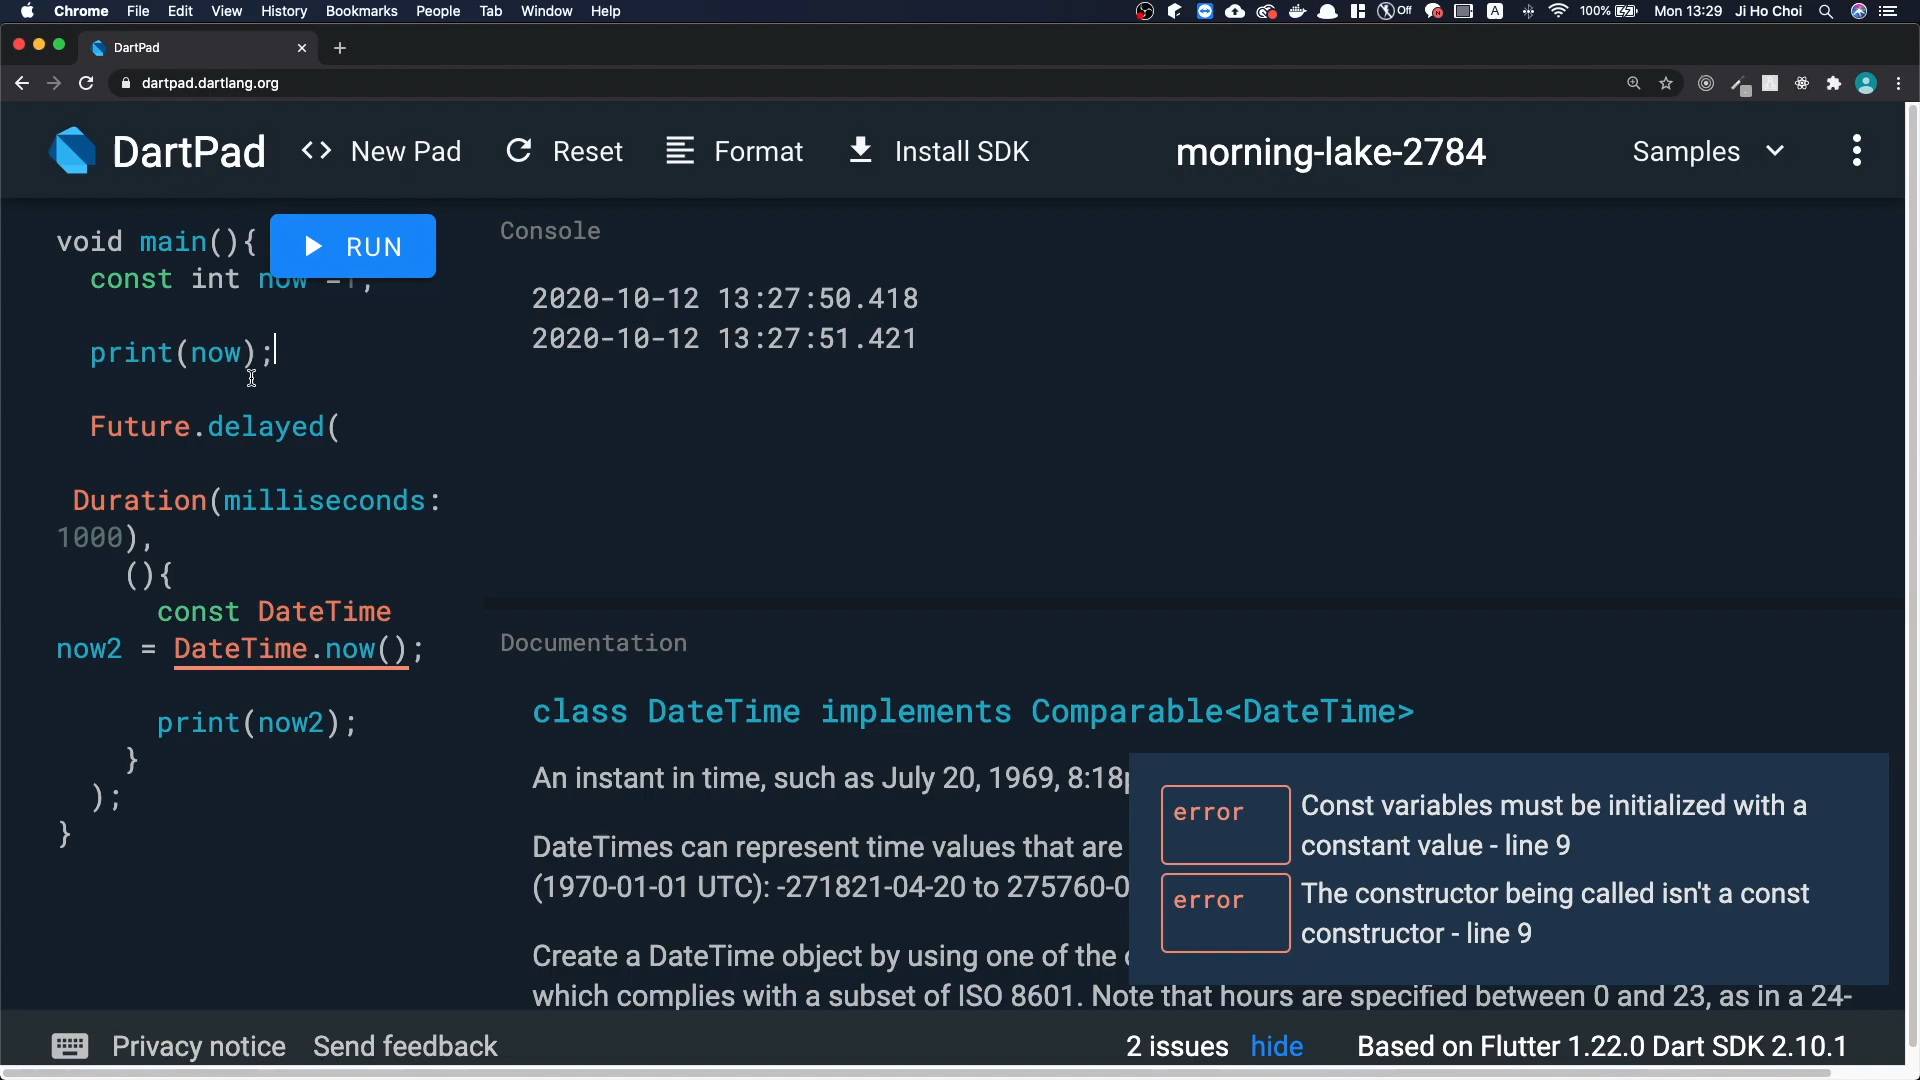 Chrome File Edit View History Bookmarks People Tab Window Help Off A 100% Mon 13:29 Ji Ho Choi
DartPad
dartpad.dartlang.org
DartPad <> New Pad Reset Format Install SDK morning-lake-2784 Samples
void main(){
RUN
const int now =1;
print(now);
Future.delayed(
Duration(milliseconds:
1000),
(){
const DateTime
now2 = DateTime.now();
print(now2);
}
);
}
Console
2020-10-12 13:27:50.418
2020-10-12 13:27:51.421
Documentation
class DateTime implements Comparable<DateTime>
An instant in time, such as July 20, 1969, 8:18p
DateTimes can represent time values that are
(1970-01-01 UTC): -271821-04-20 to 275760-0
Create a DateTime object by using one of the
which complies with a subset of ISO 8601. Note that hours are specified between 0 and 23, as in a 24-
error Const variables must be initialized with a
constant value - line 9
error The constructor being called isn't a const
constructor - line 9
Privacy notice Send feedback 2 issues hide Based on Flutter 1.22.0 Dart SDK 2.10.1